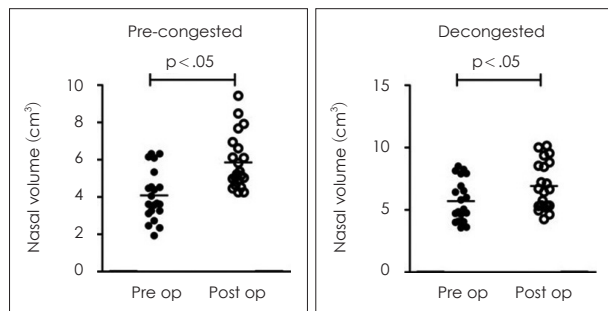 Pre-congested
p<.05
Nasal volume (cm³)
10
8
6
4
2
0
Pre op
Post op
Decongested
p<.05
Nasal volume (cm³)
15
10
5
0
Pre op
Post op